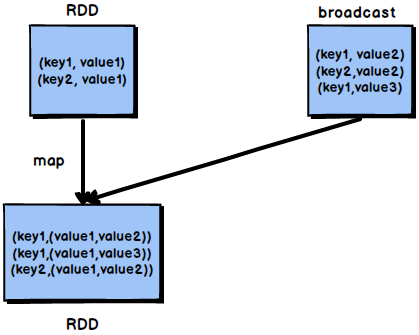 RDD
broadcast
(key1, value1)
(key2, value1)
(key1, value2)
(key2,value2)
(key1,value3)
map
(key1,(value1,value2))
(key1,(value1,value3))
(key2,(value1,value2))
RDD